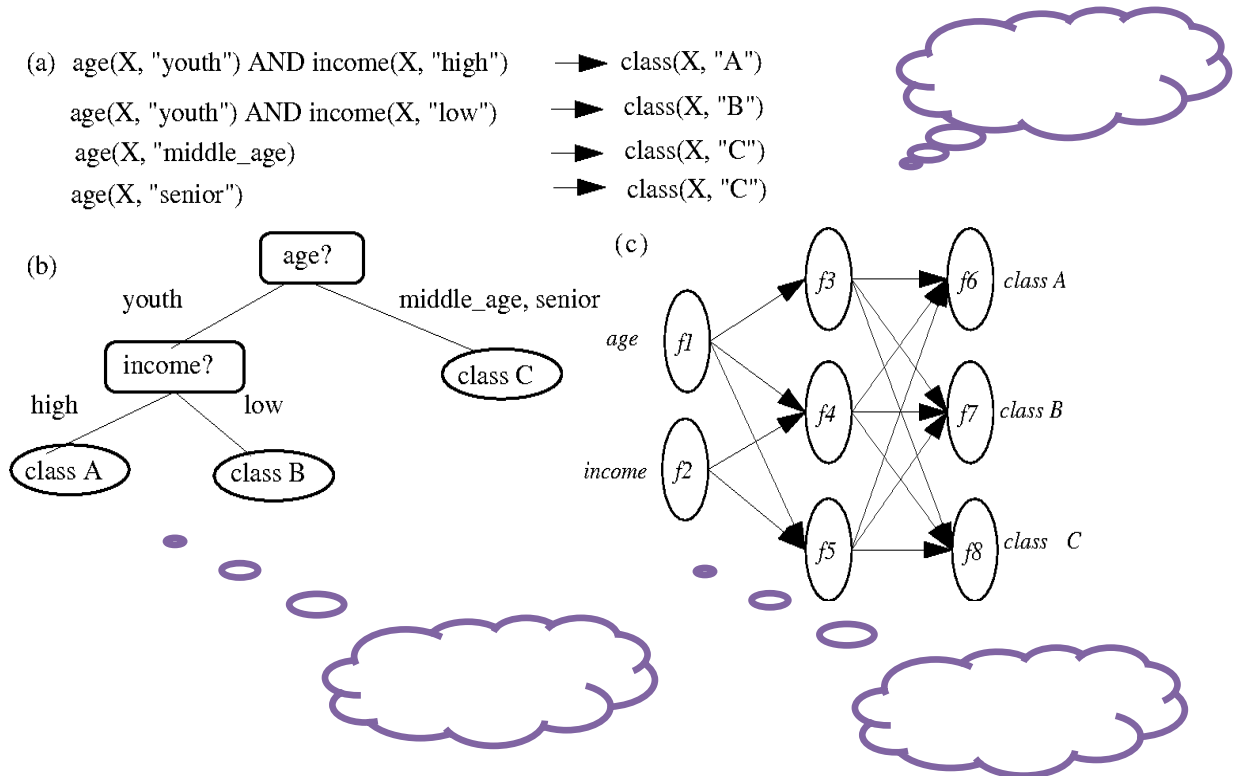 (a) age(X, "youth") AND income(X, "high") class(X, "A")
age(X, "youth") AND income(X, "low") class(X, "B")
age(X, "middle_age) class(X, "C")
age(X, "senior") class(X, "C")
(b)
age?
youth
middle_age, senior
income?
class C
high
low
class A
class B
(c)
age
income
f1
f2
f3
f4
f5
f6
class A
f7
class B
f8
class C